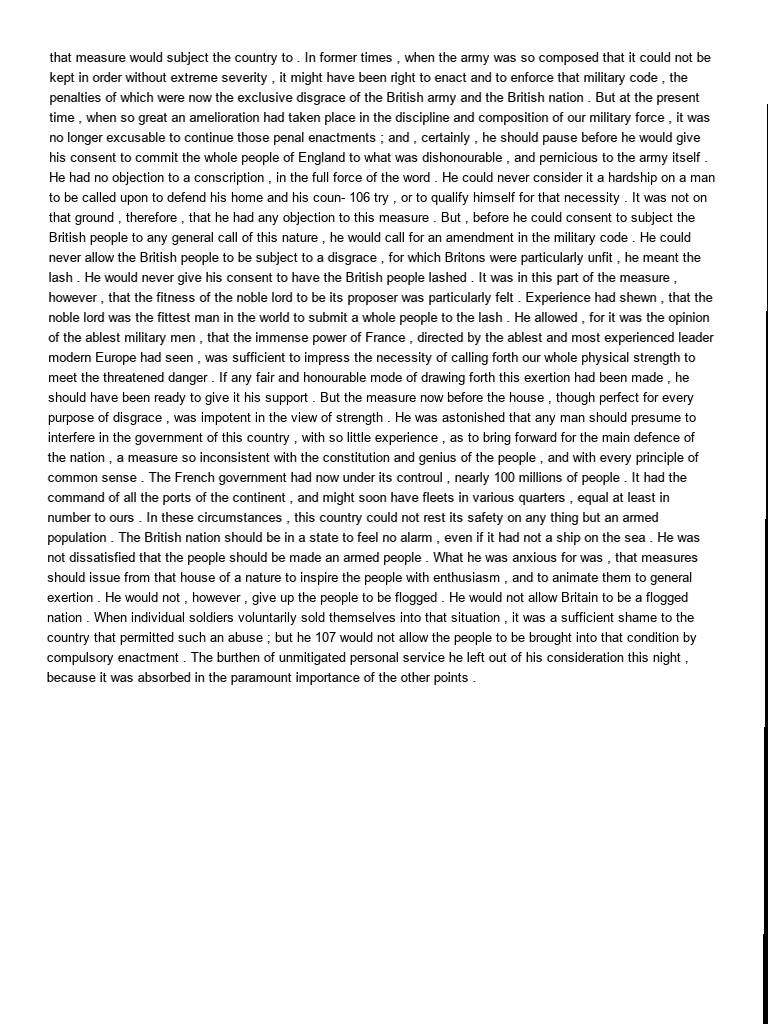 that measure would subject the country to . In former times , when the army was so composed that it could not be
kept in order without extreme severity , it might have been right to enact and to enforce that military code , the
penalties of which were now the exclusive disgrace of the British army and the British nation . But at the present
time , when so great an amelioration had taken place in the discipline and composition of our military force , it was
no longer excusable to continue those penal enactments ; and , certainly , he should pause before he would give
his consent to commit the whole people of England to what was dishonourable , and pernicious to the army itself .
He had no objection to a conscription , in the full force of the word . He could never consider it a hardship on a man
to be called upon to defend his home and his coun- 106 try , or to qualify himself for that necessity . It was not on
that ground , therefore , that he had any objection to this measure . But , before he could consent to subject the
British people to any general call of this nature , he would call for an amendment in the military code . He could
never allow the British people to be subject to a disgrace , for which Britons were particularly unfit , he meant the
lash . He would never give his consent to have the British people lashed . It was in this part of the measure ,
however , that the fitness of the noble lord to be its proposer was particularly felt . Experience had shewn , that the
noble lord was the fittest man in the world to submit a whole people to the lash . He allowed , for it was the opinion
of the ablest military men , that the immense power of France , directed by the ablest and most experienced leader
modern Europe had seen , was sufficient to impress the necessity of calling forth our whole physical strength to
meet the threatened danger . If any fair and honourable mode of drawing forth this exertion had been made , he
should have been ready to give it his support . But the measure now before the house , though perfect for every
purpose of disgrace , was impotent in the view of strength . He was astonished that any man should presume to
interfere in the government of this country , with so little experience , as to bring forward for the main defence of
the nation , a measure so inconsistent with the constitution and genius of the people , and with every principle of
common sense . The French government had now under its controul , nearly 100 millions of people . It had the
command of all the ports of the continent , and might soon have fleets in various quarters , equal at least in
number to ours . In these circumstances , this country could not rest its safety on any thing but an armed
population . The British nation should be in a state to feel no alarm , even if it had not a ship on the sea . He was
not dissatisfied that the people should be made an armed people . What he was anxious for was , that measures
should issue from that house of a nature to inspire the people with enthusiasm , and to animate them to general
exertion . He would not , however , give up the people to be flogged . He would not allow Britain to be a flogged
nation . When individual soldiers voluntarily sold themselves into that situation , it was a sufficient shame to the
country that permitted such an abuse ; but he 107 would not allow the people to be brought into that condition by
compulsory enactment . The burthen of unmitigated personal service he left out of his consideration this night ,
because it was absorbed in the paramount importance of the other points .